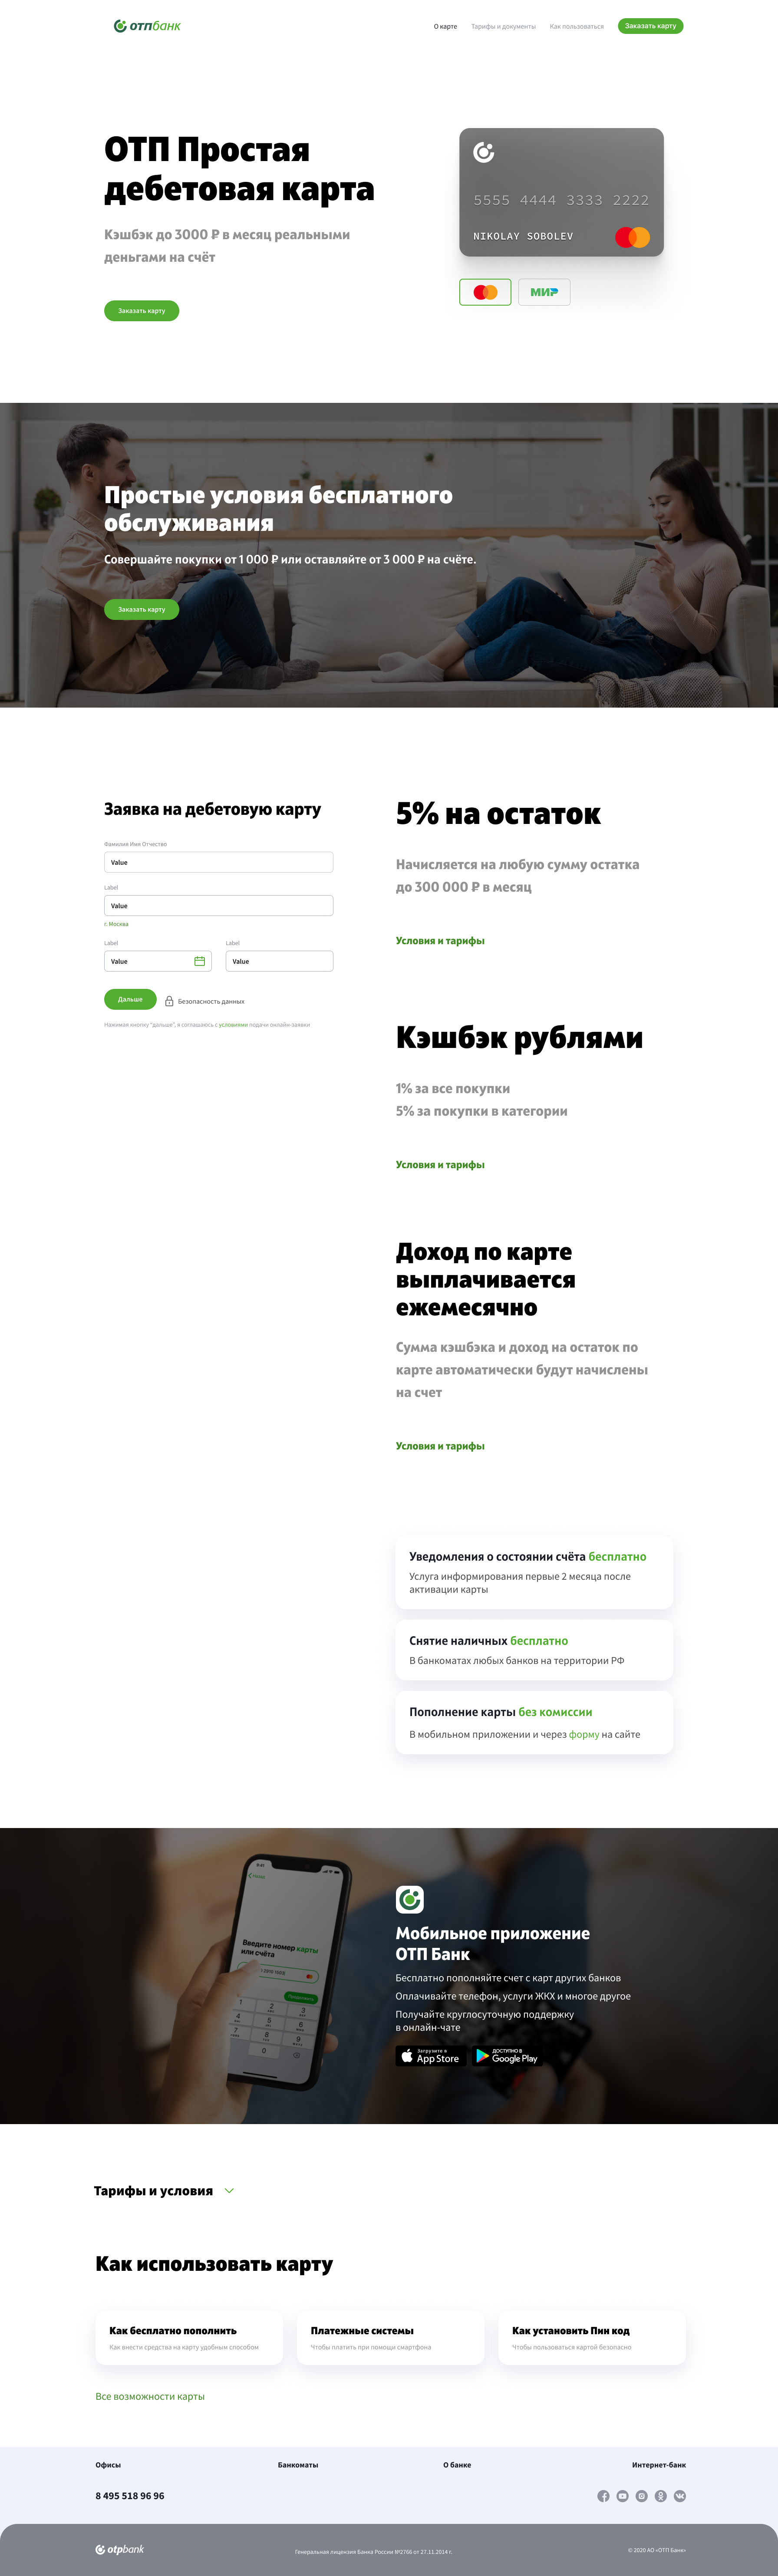 отпбанк
О карте
Тарифы и документы
Как пользоваться
Заказать карту
ОТП Простая
дебетовая карта
Кэшбэк до 3000 ₽ в месяц реальными
деньгами на счёт
Заказать карту
5555 4444 3333 2222
NIKOLAY SOBOLEV
МИР
Простые условия бесплатного
обслуживания
Совершайте покупки от 1 000 ₽ или оставляйте от 3 000 ₽ на счёте.
Заказать карту
Заявка на дебетовую карту
Фамилия Имя Отчество
Value
Label
Value
г. Москва
Label
Value
Label
Value
Дальше
Безопасность данных
Нажимая кнопку "дальше", я соглашаюсь с условиями подачи онлайн-заявки
5% на остаток
Начисляется на любую сумму остатка
до 300 000 ₽ в месяц
Условия и тарифы
Кэшбэк рублями
1% за все покупки
5% за покупки в категории
Условия и тарифы
Доход по карте
выплачивается
ежемесячно
Сумма кэшбэка и доход на остаток по
карте автоматически будут начислены
на счет
Условия и тарифы
Уведомления о состоянии счёта бесплатно
Услуга информирования первые 2 месяца после
активации карты
Снятие наличных бесплатно
В банкоматах любых банков на территории РФ
Пополнение карты без комиссии
В мобильном приложении и через форму на сайте
Введите номер карты
или счёта
Мобильное приложение
ОТП Банк
Бесплатно пополняйте счет с карт других банков
Оплачивайте телефон, услуги ЖКХ и многое другое
Получайте круглосуточную поддержку
в онлайн-чате
Загрузите в
App Store
ДОСТУПНО В
Google Play
Тарифы и условия
Как использовать карту
Как бесплатно пополнить
Как внести средства на карту удобным способом
Платежные системы
Чтобы платить при помощи смартфона
Как установить Пин код
Чтобы пользоваться картой безопасно
Все возможности карты
Офисы
Банкоматы
О банке
Интернет-банк
8 495 518 96 96
otpbank
Генеральная лицензия Банка России №2766 от 27.11.2014 г.
© 2020 АО «ОТП Банк»